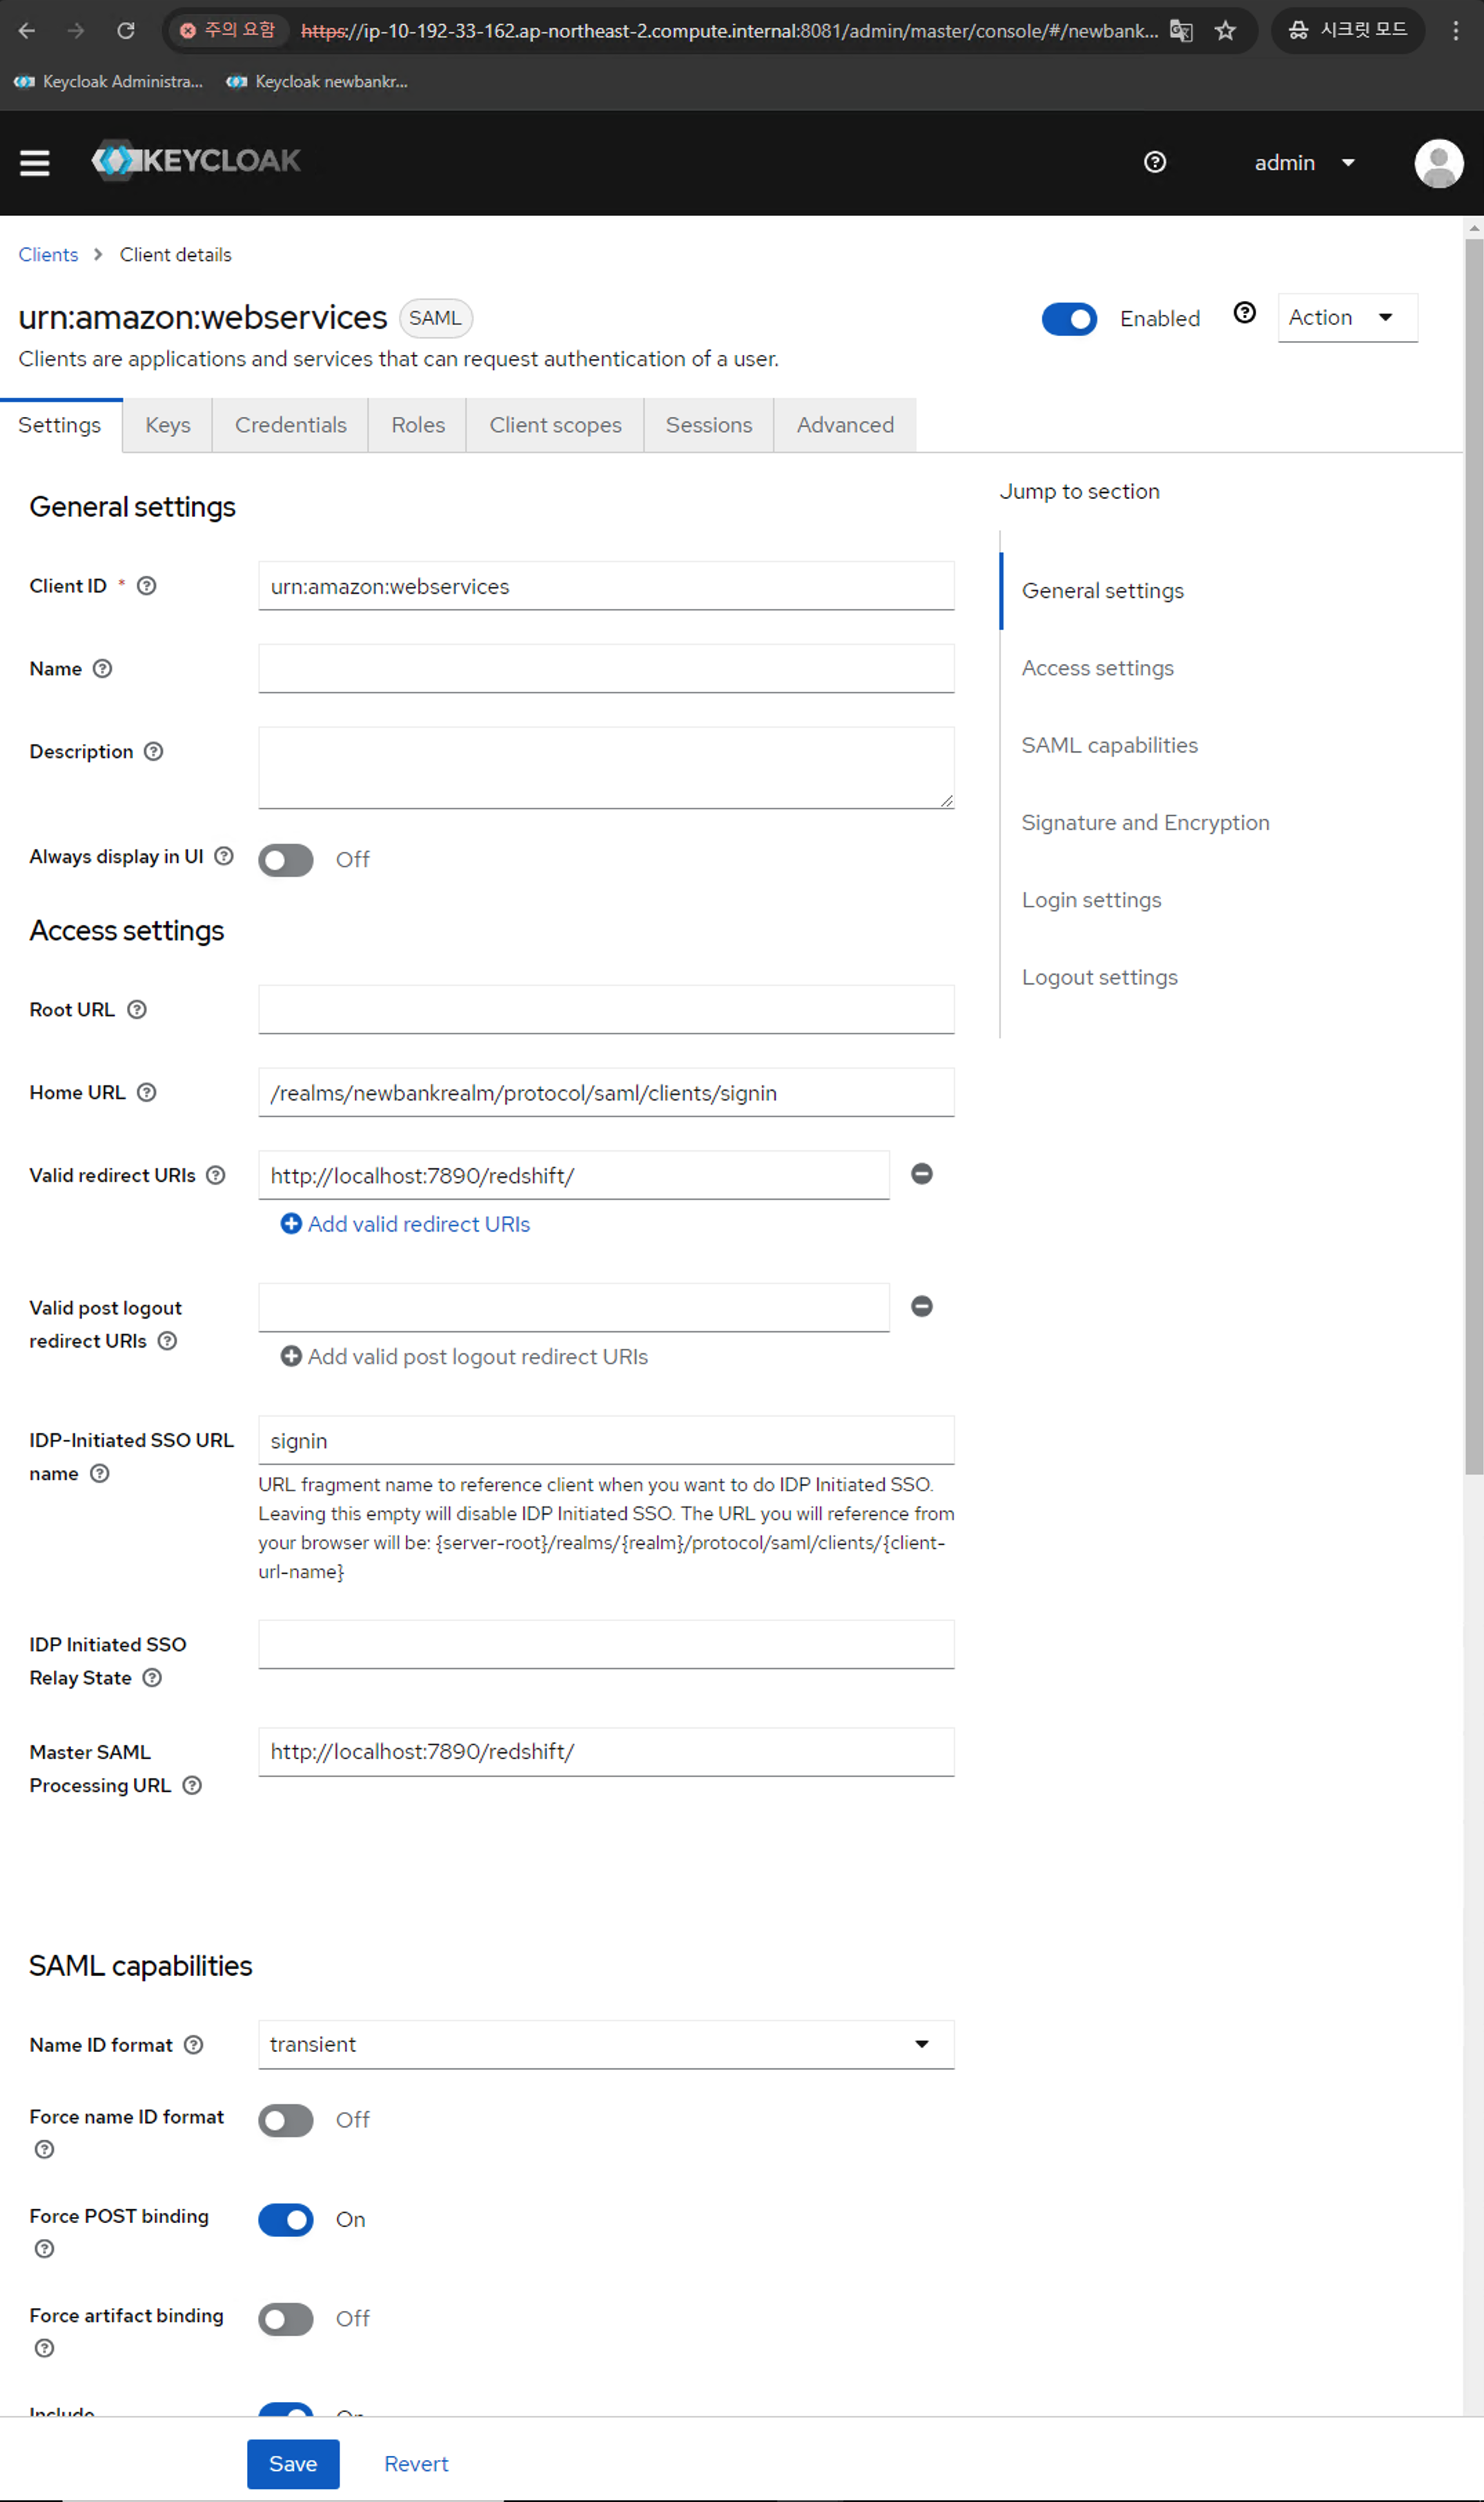 주의 요함
https://ip-10-192-33-162.ap-northeast-2.compute.internal:8081/admin/master/console/#/newbank...
시크릿 모드
Keycloak Administra...
Keycloak newbankr...
KEYCLOAK
admin
Clients
Client details
urn:amazon:webservices
SAML
Enabled
Action
Clients are applications and services that can request authentication of a user.
Settings
Keys
Credentials
Roles
Client scopes
Sessions
Advanced
Jump to section
General settings
Access settings
SAML capabilities
Signature and Encryption
Login settings
Logout settings
General settings
Client ID *
urn:amazon:webservices
Name
Description
Always display in UI
Off
Access settings
Root URL
Home URL
/realms/newbankrealm/protocol/saml/clients/signin
Valid redirect URIs
http://localhost:7890/redshift/
Add valid redirect URIs
Valid post logout
redirect URIs
Add valid post logout redirect URIs
IDP-Initiated SSO URL
name
signin
URL fragment name to reference client when you want to do IDP Initiated SSO.
Leaving this empty will disable IDP Initiated SSO. The URL you will reference from
your browser will be: {server-root}/realms/{realm}/protocol/saml/clients/{client-
url-name}
IDP Initiated SSO
Relay State
Master SAML
Processing URL
http://localhost:7890/redshift/
SAML capabilities
Name ID format
transient
Force name ID format
Off
Force POST binding
On
Force artifact binding
Off
Include
On
Save
Revert